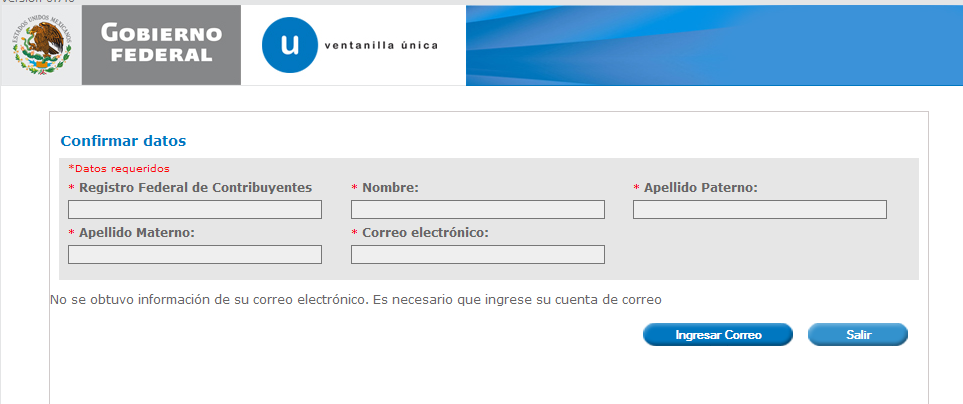 ESTADOS UNIDOS MEXICANOS
GOBIERNO
FEDERAL
u
ventanilla única
Confirmar datos
*Datos requeridos
* Registro Federal de Contribuyentes
* Nombre:
* Apellido Paterno:
* Apellido Materno:
* Correo electrónico:
No se obtuvo información de su correo electrónico. Es necesario que ingrese su cuenta de correo
Ingresar Correo
Salir